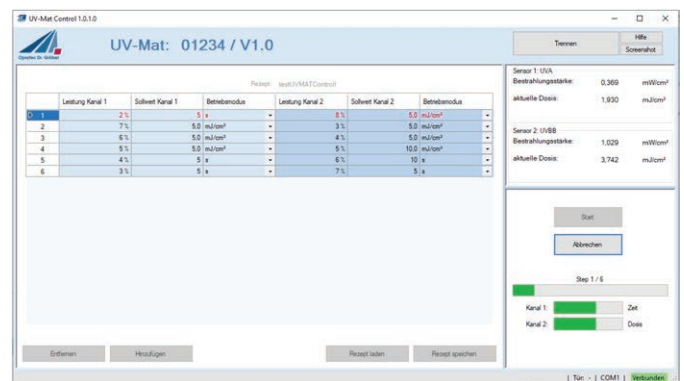 UV-Mat Control 1.0.1.0
UV-Mat: 01234 / V1.0
Trennen
Hilfe
Screenshot
Opsytec Dr. Gröbel
Rezept: testUVMATControll
Leistung Kanal 1 Sollwert Kanal 1 Betriebsmodus Leistung Kanal 2 Sollwert Kanal 2 Betriebsmodus
1 2 % 5 s 8 % 5,0 mJ/cm²
2 7 % 5,0 mJ/cm² 3 % 5,0 mJ/cm²
3 6 % 5,0 mJ/cm² 4 % 5,0 mJ/cm²
4 5 % 5,0 mJ/cm² 5 % 10,0 mJ/cm²
5 4 % 5 s 6 % 10 s
6 3 % 5 s 7 % 5 s
Sensor 1: UVA
Bestrahlungsstärke: 0,369 mW/cm²
aktuelle Dosis: 1,930 mJ/cm²
Sensor 2: UVBB
Bestrahlungsstärke: 1,029 mW/cm²
aktuelle Dosis: 3,742 mJ/cm²
Start
Abbrechen
Step 1 / 6
Kanal 1: Zeit
Kanal 2: Dosis
Entfernen Hinzufügen Rezept laden Rezept speichern
| Tür: - | COM1 | Verbunden